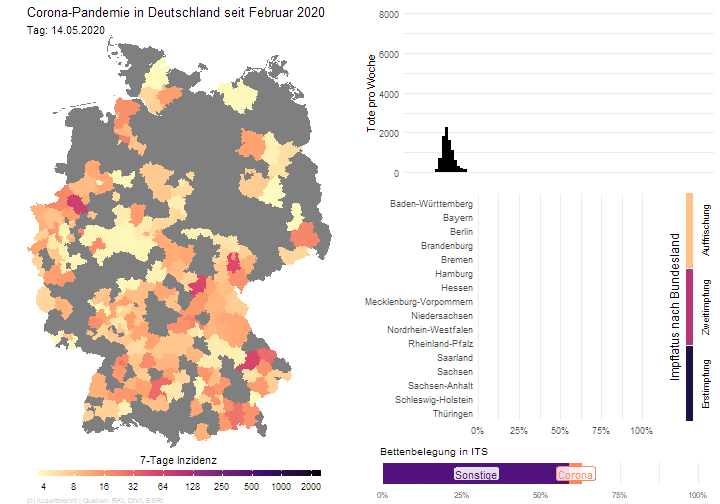 Corona-Pandemie in Deutschland seit Februar 2020
Tag: 14.05.2020
7-Tage Inzidenz
4 8 16 32 64 128 250 500 1000 2000
(c) /u/zeitbremt | Quellen: RKI, DIVI, ESRI
Tote pro Woche
8000
6000
4000
2000
0
Baden-Württemberg
Bayern
Berlin
Brandenburg
Bremen
Hamburg
Hessen
Mecklenburg-Vorpommern
Niedersachsen
Nordrhein-Westfalen
Rheinland-Pfalz
Saarland
Sachsen
Sachsen-Anhalt
Schleswig-Holstein
Thüringen
0% 25% 50% 75% 100%
Impfstatus nach Bundesland
Auffrischung
Zweitimpfung
Erstimpfung
Bettenbelegung in ITS
Sonstige Corona
0% 25% 50% 75% 100%